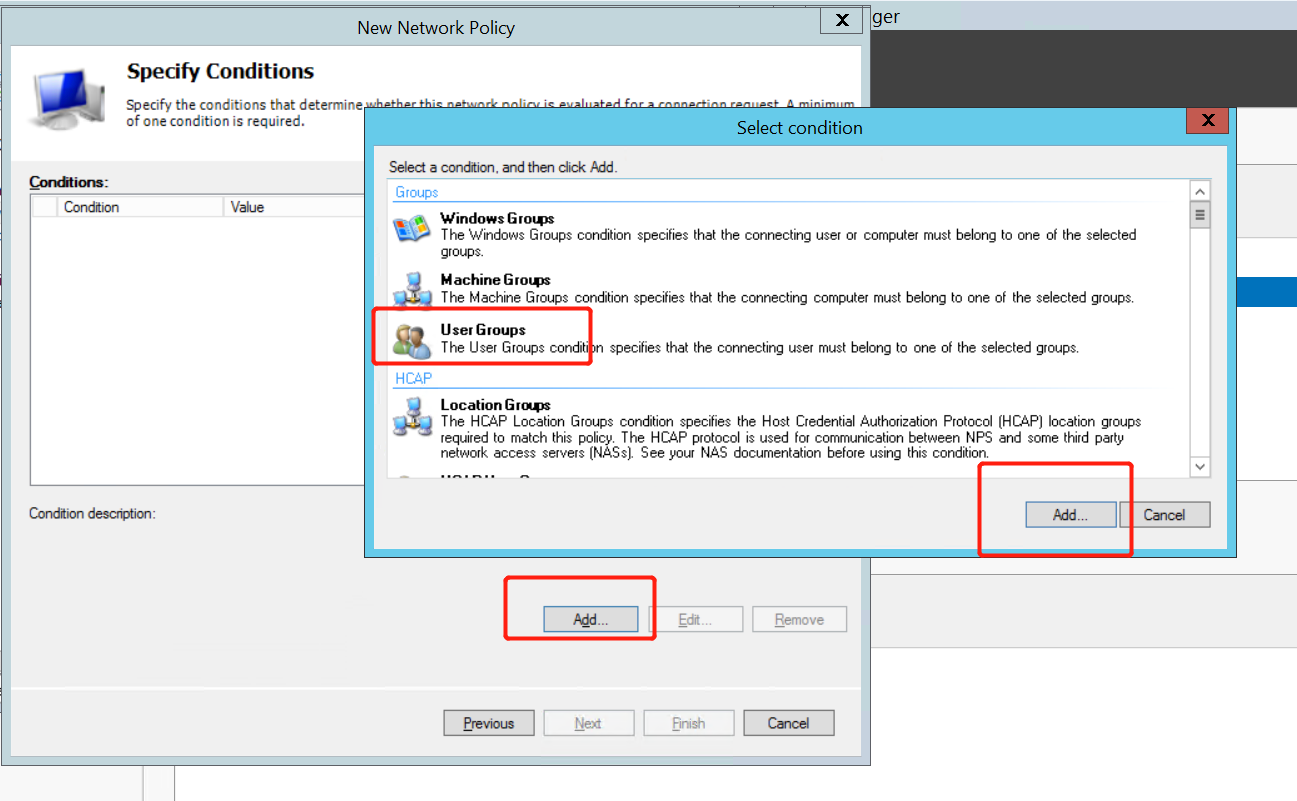 ger
New Network Policy
X
Specify Conditions
Specify the conditions that determine whether this network policy is evaluated for a connection request. A minimum
of one condition is required.
Conditions:
Condition
Value
Condition description:
Add...
Edit...
Remove
Previous
Next
Finish
Cancel
Select condition
X
Select a condition, and then click Add.
Groups
Windows Groups
The Windows Groups condition specifies that the connecting user or computer must belong to one of the selected
groups.
Machine Groups
The Machine Groups condition specifies that the connecting computer must belong to one of the selected groups.
User Groups
The User Groups condition specifies that the connecting user must belong to one of the selected groups.
HCAP
Location Groups
The HCAP Location Groups condition specifies the Host Credential Authorization Protocol (HCAP) location groups
required to match this policy. The HCAP protocol is used for communication between NPS and some third party
network access servers (NASs). See your NAS documentation before using this condition.
Add...
Cancel